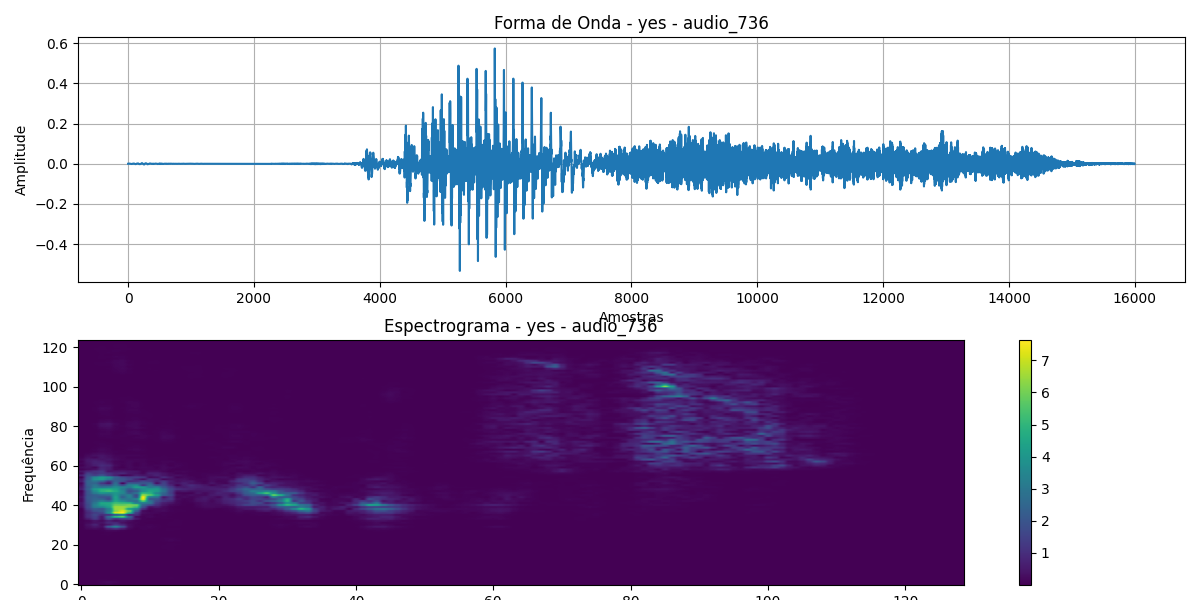 Forma de Onda - yes - audio_736
0.6
0.4
0.2
0.0
−0.2
−0.4
Amplitude
0 2000 4000 6000 8000 10000 12000 14000 16000
Amostras
Espectrograma - yes - audio_736
120
100
80
60
40
20
0
Frequência
0 20 40 60 80 100 120
7
6
5
4
3
2
1